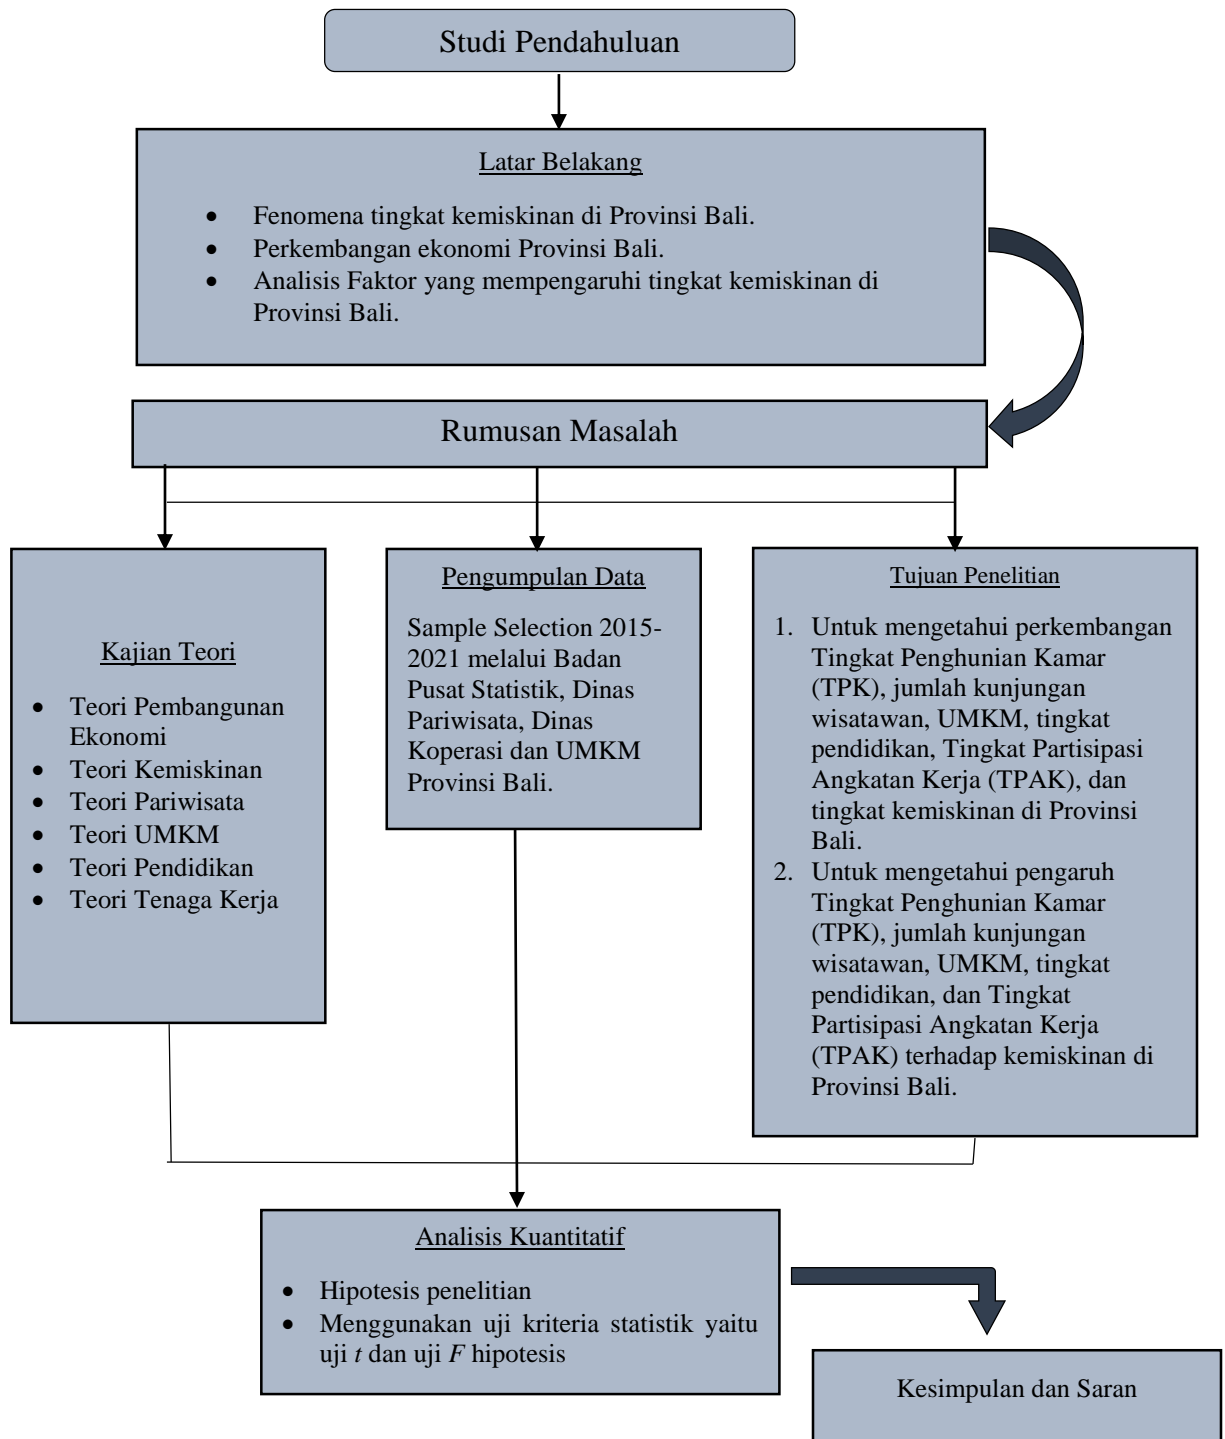 Studi Pendahuluan
Latar Belakang
• Fenomena tingkat kemiskinan di Provinsi Bali.
• Perkembangan ekonomi Provinsi Bali.
• Analisis Faktor yang mempengaruhi tingkat kemiskinan di
Provinsi Bali.
Rumusan Masalah
Kajian Teori
• Teori Pembangunan
Ekonomi
• Teori Kemiskinan
• Teori Pariwisata
• Teori UMKM
• Teori Pendidikan
• Teori Tenaga Kerja
Pengumpulan Data
Sample Selection 2015-
2021 melalui Badan
Pusat Statistik, Dinas
Pariwisata, Dinas
Koperasi dan UMKM
Provinsi Bali.
Tujuan Penelitian
1. Untuk mengetahui perkembangan
Tingkat Penghunian Kamar
(TPK), jumlah kunjungan
wisatawan, UMKM, tingkat
pendidikan, Tingkat Partisipasi
Angkatan Kerja (TPAK), dan
tingkat kemiskinan di Provinsi
Bali.
2. Untuk mengetahui pengaruh
Tingkat Penghunian Kamar
(TPK), jumlah kunjungan
wisatawan, UMKM, tingkat
pendidikan, dan Tingkat
Partisipasi Angkatan Kerja
(TPAK) terhadap kemiskinan di
Provinsi Bali.
Analisis Kuantitatif
• Hipotesis penelitian
• Menggunakan uji kriteria statistik yaitu
uji t dan uji F hipotesis
Kesimpulan dan Saran